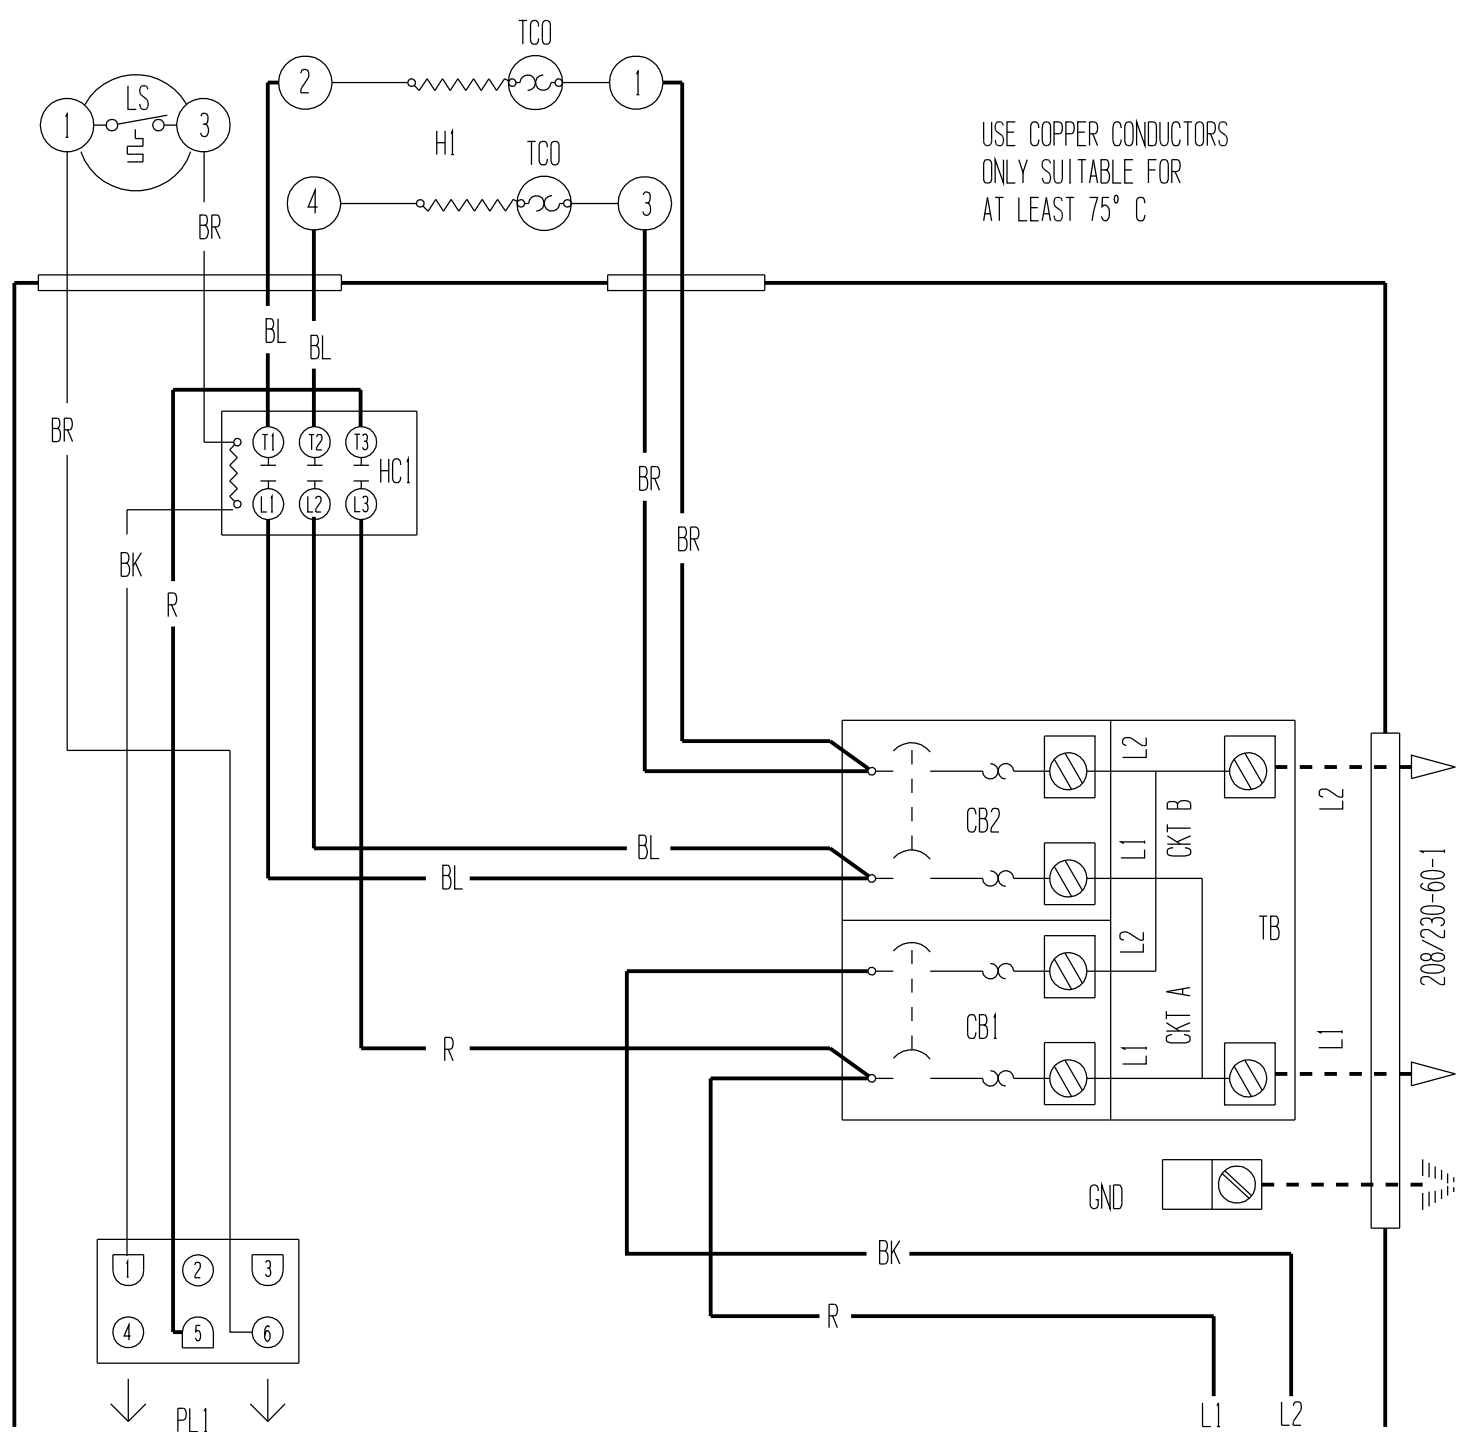 TCO
2
1
LS
1
3
H1
TCO
4
3
USE COPPER CONDUCTORS
ONLY SUITABLE FOR
AT LEAST 75° C
BR
BL
BL
BR
T1 T2 T3
HC1
L1 L2 L3
BR
BR
BK
R
L2
CB2
CKT B
L1
L2
BL
BL
208/230-60-1
TB
L2
CB1
CKT A
L1
L1
R
GND
BK
R
1 2 3
4 5 6
PL1
L1
L2